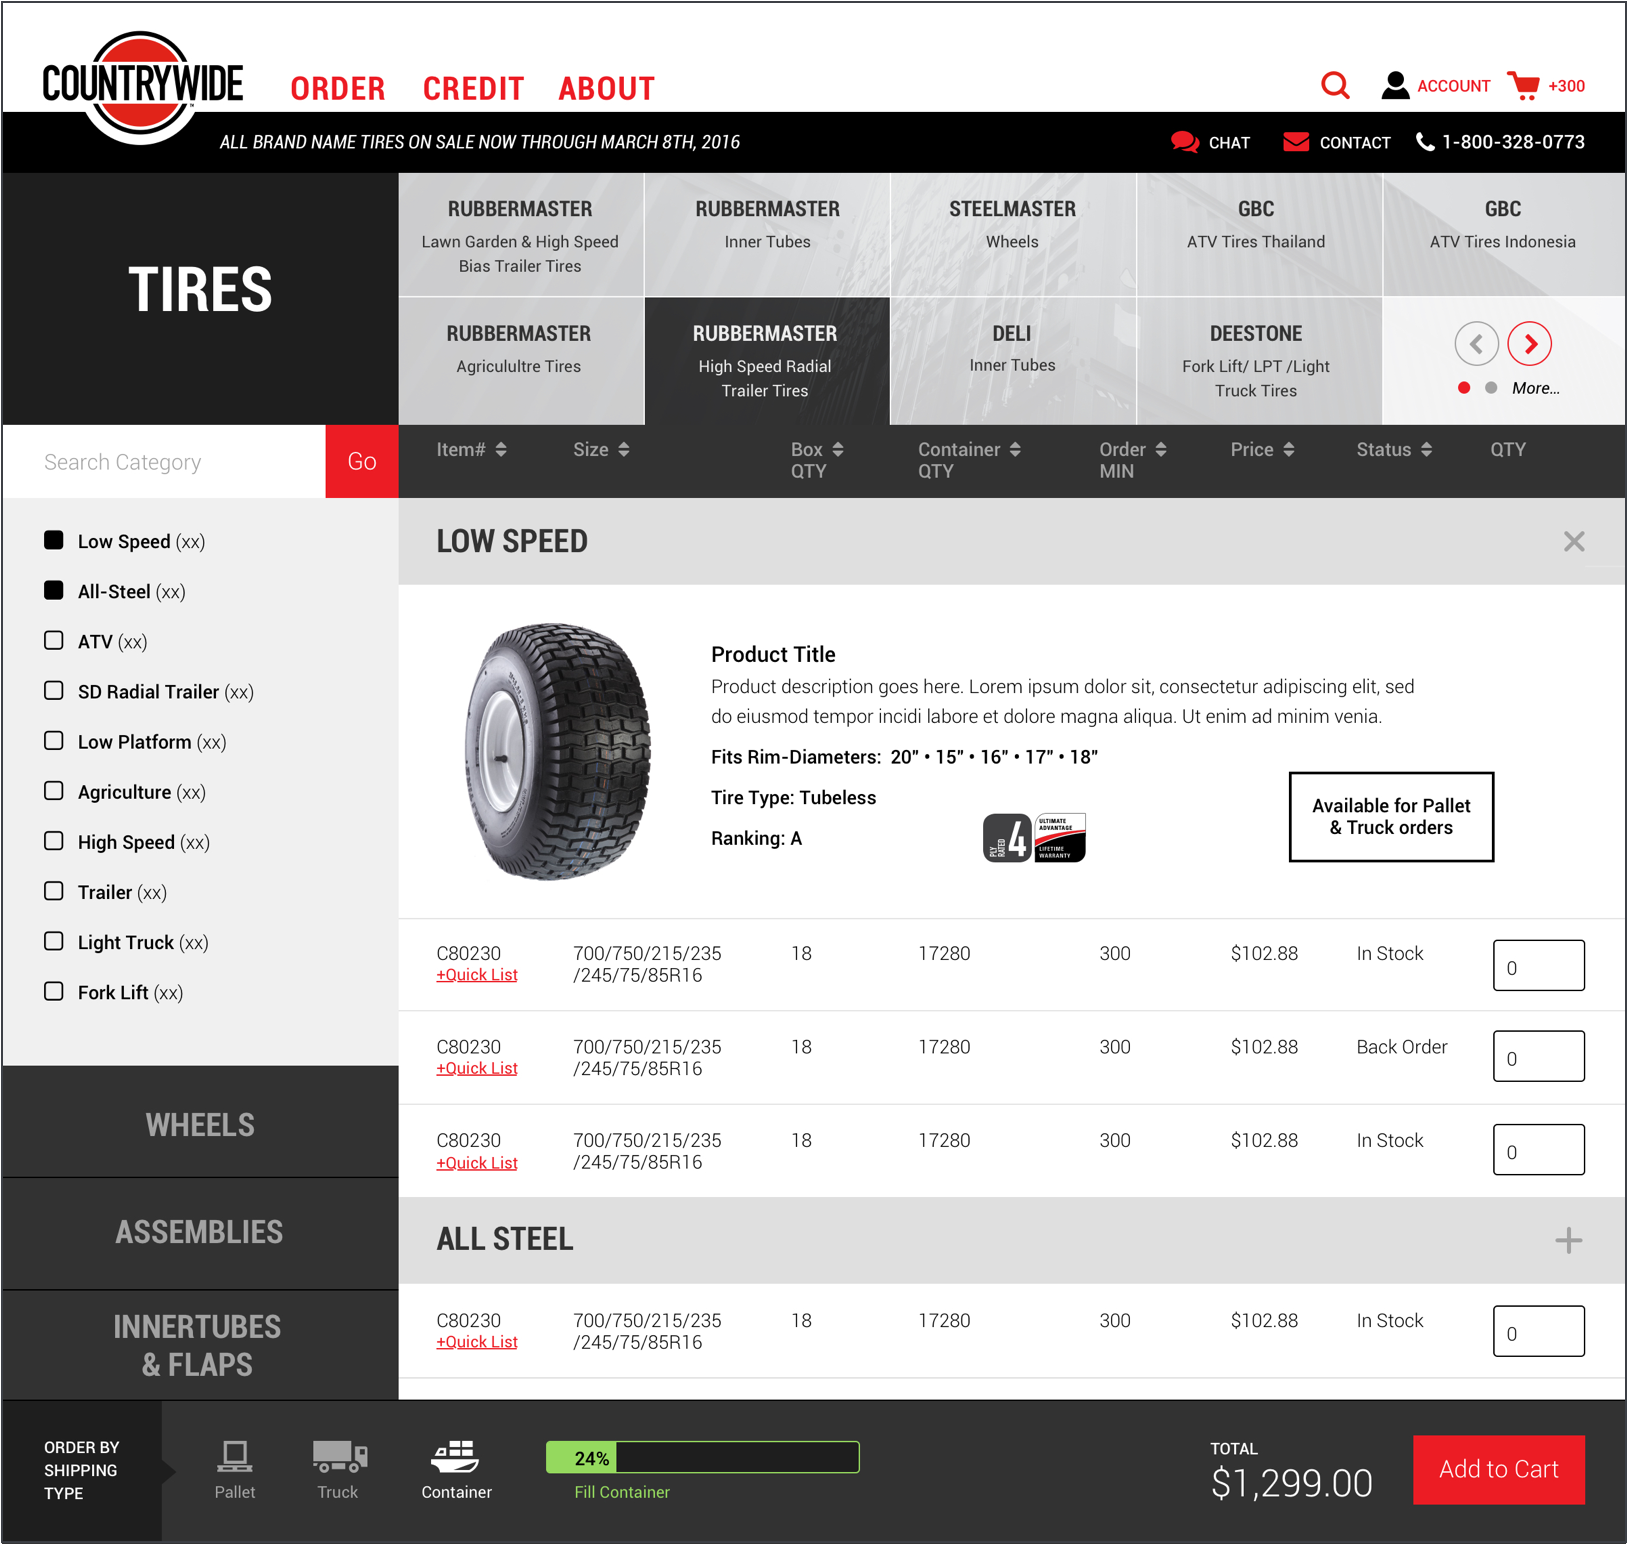 COUNTRYWIDE
ORDER CREDIT ABOUT
ACCOUNT +300
ALL BRAND NAME TIRES ON SALE NOW THROUGH MARCH 8TH, 2016
CHAT CONTACT 1-800-328-0773
TIRES
RUBBERMASTER
Lawn Garden & High Speed
Bias Trailer Tires
RUBBERMASTER
Inner Tubes
STEELMASTER
Wheels
GBC
ATV Tires Thailand
GBC
ATV Tires Indonesia
RUBBERMASTER
Agriculultre Tires
RUBBERMASTER
High Speed Radial
Trailer Tires
DELI
Inner Tubes
DEESTONE
Fork Lift/ LPT /Light
Truck Tires
More...
Search Category Go
Item# Size Box QTY Container QTY Order MIN Price Status QTY
Low Speed (xx)
All-Steel (xx)
ATV (xx)
SD Radial Trailer (xx)
Low Platform (xx)
Agriculture (xx)
High Speed (xx)
Trailer (xx)
Light Truck (xx)
Fork Lift (xx)
WHEELS
ASSEMBLIES
INNERTUBES
& FLAPS
LOW SPEED
Product Title
Product description goes here. Lorem ipsum dolor sit, consectetur adipiscing elit, sed
do eiusmod tempor incidi labore et dolore magna aliqua. Ut enim ad minim venia.
Fits Rim-Diameters: 20" • 15" • 16" • 17" • 18"
Tire Type: Tubeless
Ranking: A
PLY RATED 4
ULTIMATE
ADVANTAGE
LIFETIME
WARRANTY
Available for Pallet
& Truck orders
C80230 700/750/215/235 18 17280 300 $102.88 In Stock 0
+Quick List /245/75/85R16
C80230 700/750/215/235 18 17280 300 $102.88 Back Order 0
+Quick List /245/75/85R16
C80230 700/750/215/235 18 17280 300 $102.88 In Stock 0
+Quick List /245/75/85R16
ALL STEEL
C80230 700/750/215/235 18 17280 300 $102.88 In Stock 0
+Quick List /245/75/85R16
ORDER BY
SHIPPING
TYPE
Pallet Truck Container
24%
Fill Container
TOTAL
$1,299.00
Add to Cart